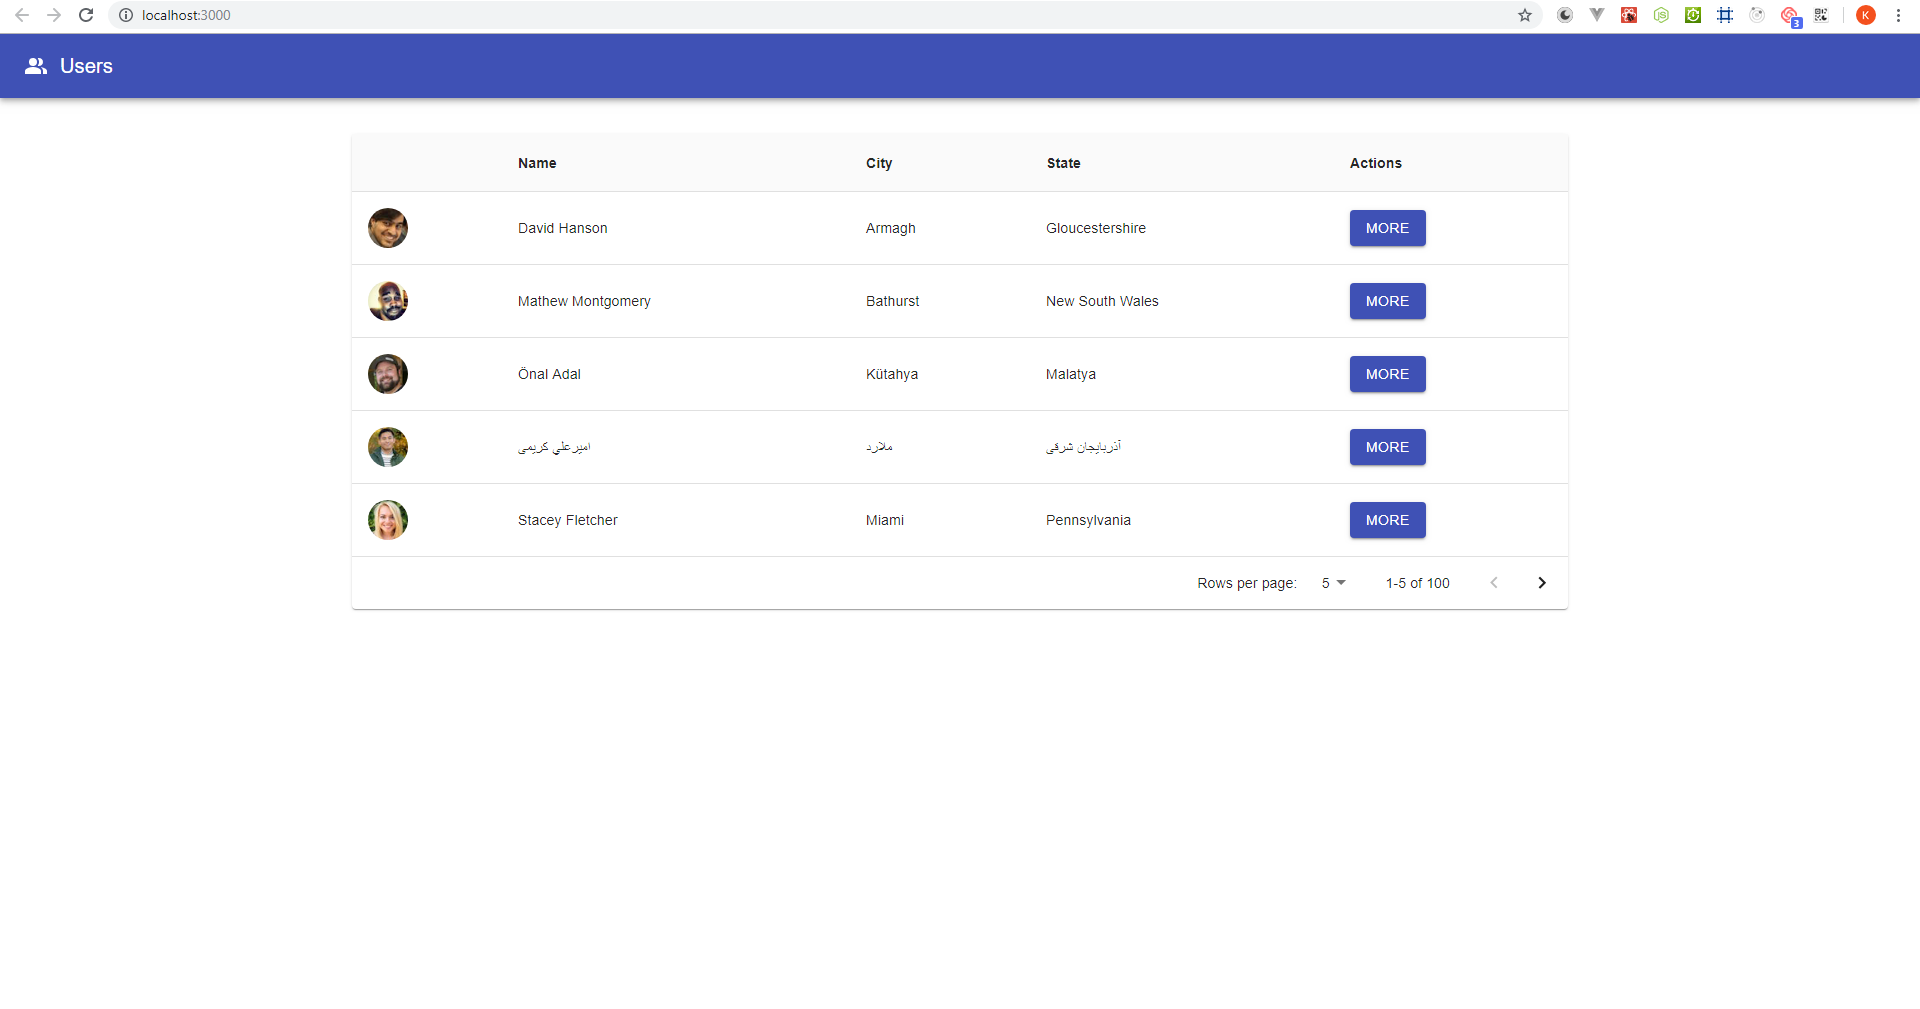 localhost:3000
3
K
Users
Name City State Actions
David Hanson Armagh Gloucestershire MORE
Mathew Montgomery Bathurst New South Wales MORE
Önal Adal Kütahya Malatya MORE
امیرعلي کریمی ملارد آذربایجان شرقی MORE
Stacey Fletcher Miami Pennsylvania MORE
Rows per page: 5 1-5 of 100